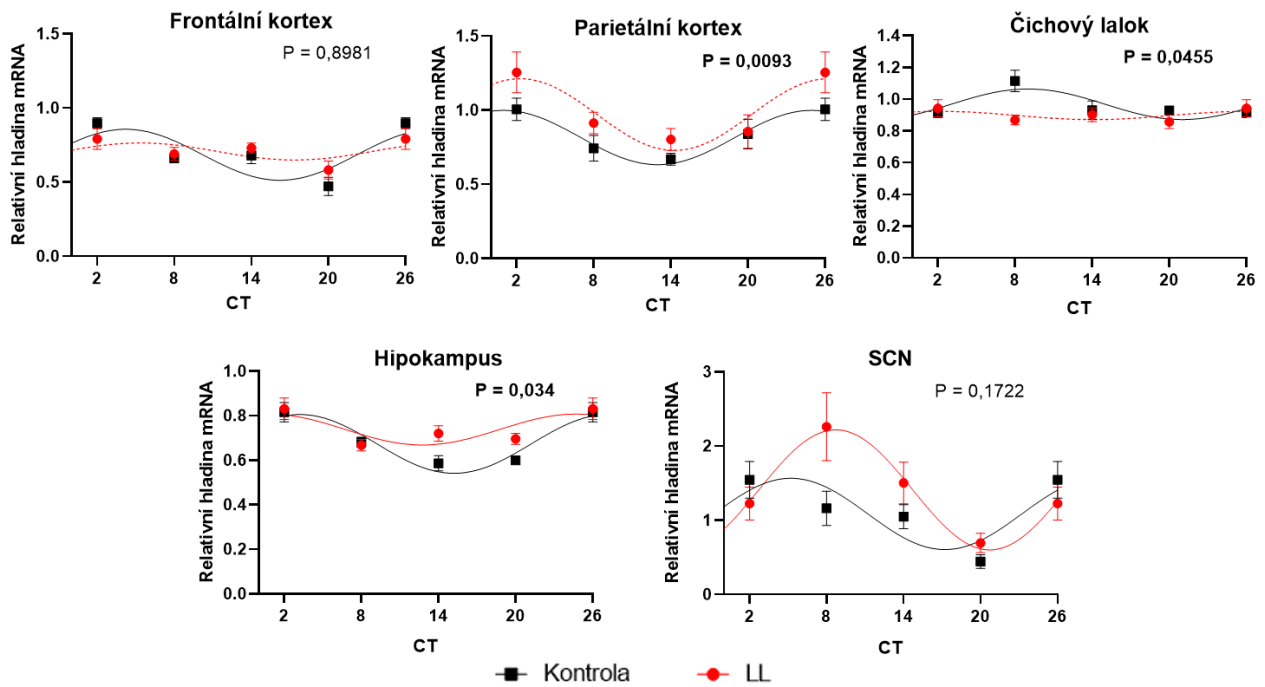 Frontální kortex
P = 0,8981
Relativní hladina mRNA
1.5
1.0
0.5
0.0
2 8 14 20 26
CT
Parietální kortex
P = 0,0093
Relativní hladina mRNA
1.5
1.0
0.5
0.0
2 8 14 20 26
CT
Čichový lalok
P = 0,0455
Relativní hladina mRNA
1.4
1.2
1.0
0.8
0.6
0.4
0.2
0.0
2 8 14 20 26
CT
Hipokampus
P = 0,034
Relativní hladina mRNA
1.0
0.8
0.6
0.4
0.2
0.0
2 8 14 20 26
CT
SCN
P = 0,1722
Relativní hladina mRNA
3
2
1
0
2 8 14 20 26
CT
Kontrola LL